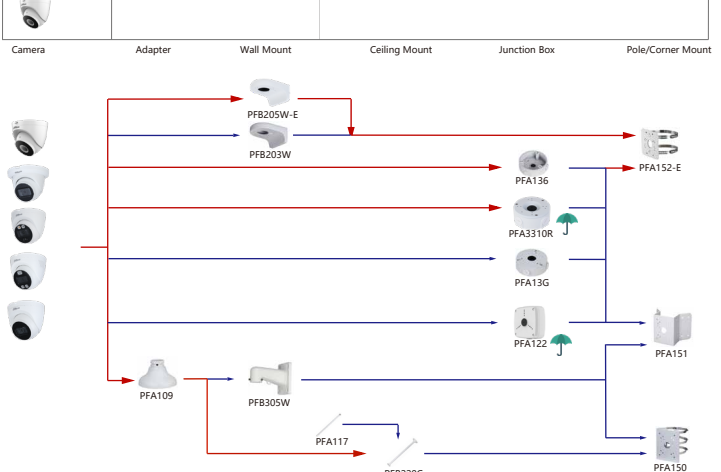 Camera Adapter Wall Mount Ceiling Mount Junction Box Pole/Corner Mount
PFB205W-E
PFB203W
PFA136
PFA152-E
PFA3310R
PFA13G
PFA122
PFA151
PFA109
PFB305W
PFA117
PFA150